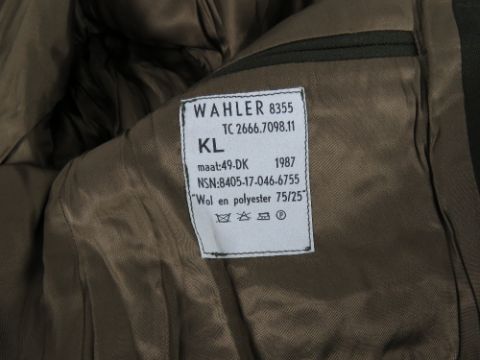 WAHLER 8355
TC 2666.7098.11
KL
maat:49-DK 1987
NSN:8405-17-046-6755
"Wol en polyester 75/25"